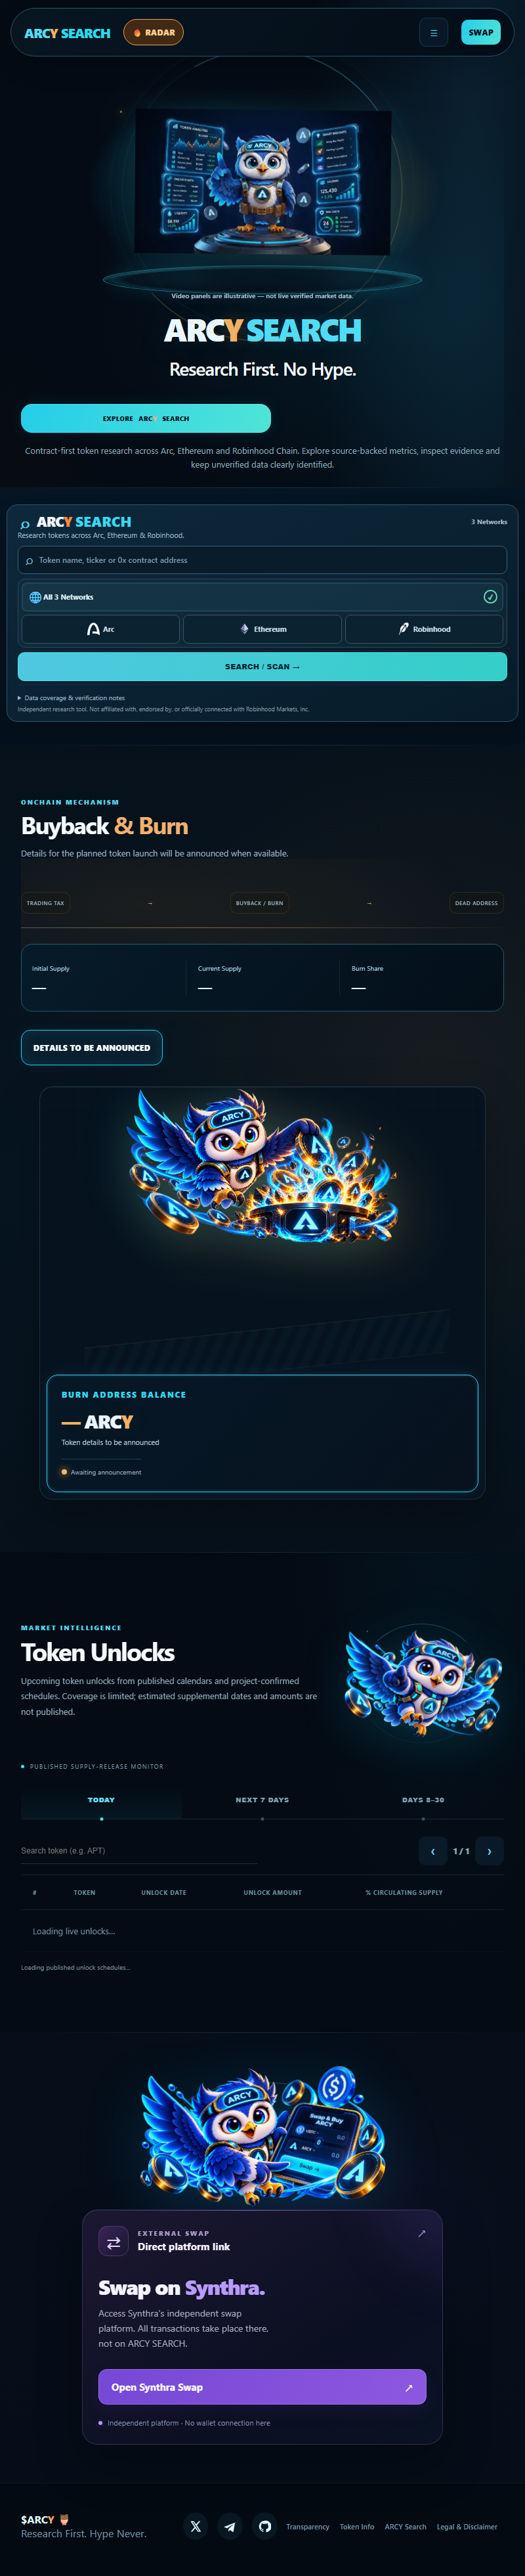 ARCY SEARCH
RADAR
SWAP
TOKEN ANALYSIS
ARCY
Video panels are illustrative — not live verified market data.
ARCY SEARCH
Research First. No Hype.
EXPLORE ARCY SEARCH
Contract-first token research across Arc, Ethereum and Robinhood Chain. Explore source-backed metrics, inspect evidence and
keep unverified data clearly identified.
ARCY SEARCH
3 Networks
Research tokens across Arc, Ethereum & Robinhood.
Token name, ticker or 0x contract address
All 3 Networks
Arc
Ethereum
Robinhood
SEARCH / SCAN →
Data coverage & verification notes
Independent research tool. Not affiliated with, endorsed by, or officially connected with Robinhood Markets, Inc.
ONCHAIN MECHANISM
Buyback & Burn
Details for the planned token launch will be announced when available.
TRADING TAX
→
BUYBACK / BURN
→
DEAD ADDRESS
Initial Supply
Current Supply
Burn Share
—
—
—
DETAILS TO BE ANNOUNCED
ARCY
BURN ADDRESS BALANCE
— ARCY
Token details to be announced
Awaiting announcement
MARKET INTELLIGENCE
Token Unlocks
Upcoming token unlocks from published calendars and project-confirmed
schedules. Coverage is limited; estimated supplemental dates and amounts are
not published.
ARCY
PUBLISHED SUPPLY-RELEASE MONITOR
TODAY
NEXT 7 DAYS
DAYS 8–30
Search token (e.g. APT)
‹ 1 / 1 ›
# TOKEN UNLOCK DATE UNLOCK AMOUNT % CIRCULATING SUPPLY
Loading live unlocks...
Loading published unlock schedules...
ARCY
Swap & Buy
ARCY
Swap →
EXTERNAL SWAP
Direct platform link
↗
Swap on Synthra.
Access Synthra's independent swap
platform. All transactions take place there,
not on ARCY SEARCH.
Open Synthra Swap ↗
Independent platform · No wallet connection here
$ARCY
Research First. Hype Never.
Transparency
Token Info
ARCY Search
Legal & Disclaimer